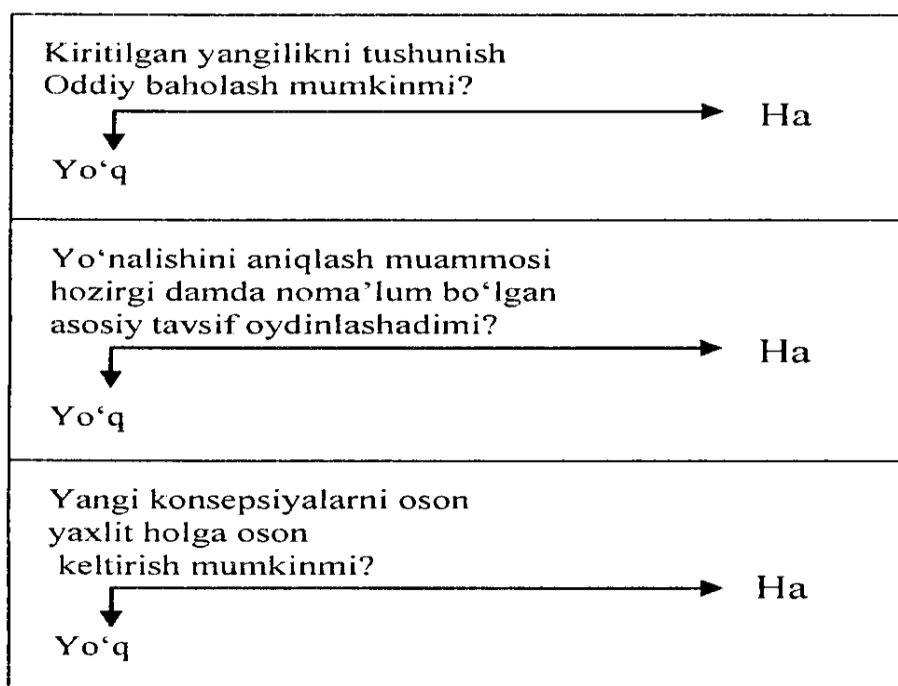 Kiritilgan yangilikni tushunish
Oddiy baholash mumkinmi?
Ha
Yo‘q
Yo‘nalishini aniqlash muammosi
hozirgi damda noma’lum bo‘lgan
asosiy tavsif oydinlashadimi?
Ha
Yo‘q
Yangi konsepsiyalarni oson
yaxlit holga oson
keltirish mumkinmi?
Ha
Yo‘q